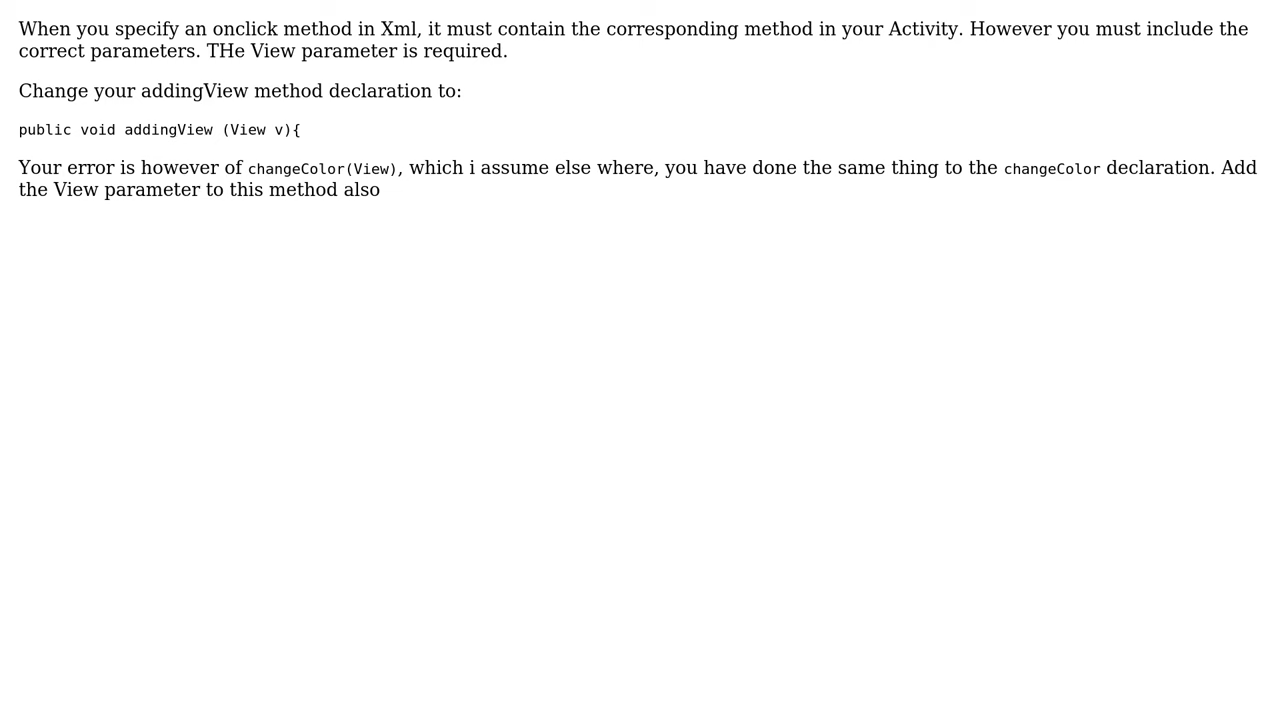 When you specify an onclick method in Xml, it must contain the corresponding method in your Activity. However you must include the
correct parameters. THe View parameter is required.
Change your addingView method declaration to:
public void addingView (View v){
Your error is however of changeColor(View), which i assume else where, you have done the same thing to the changeColor declaration. Add
the View parameter to this method also